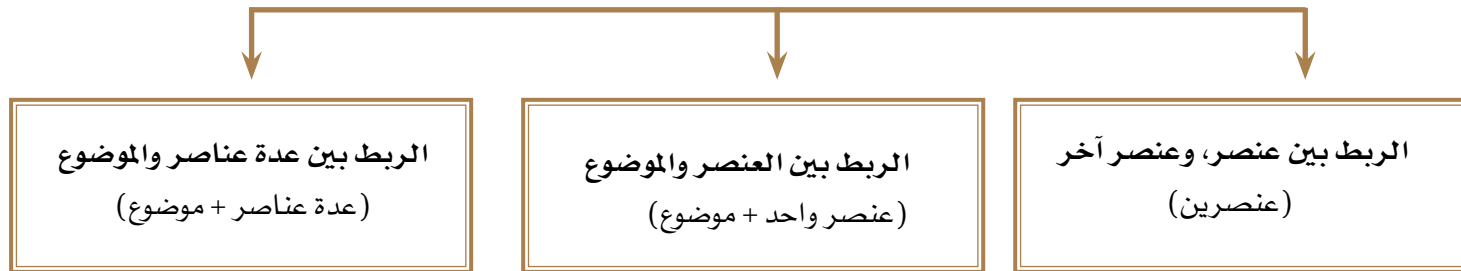 الربط بين عنصر، وعنصر آخر
(عنصرين)
الربط بين العنصر والموضوع
(عنصر واحد + موضوع)
الربط بين عدة عناصر والموضوع
(عدة عناصر + موضوع)